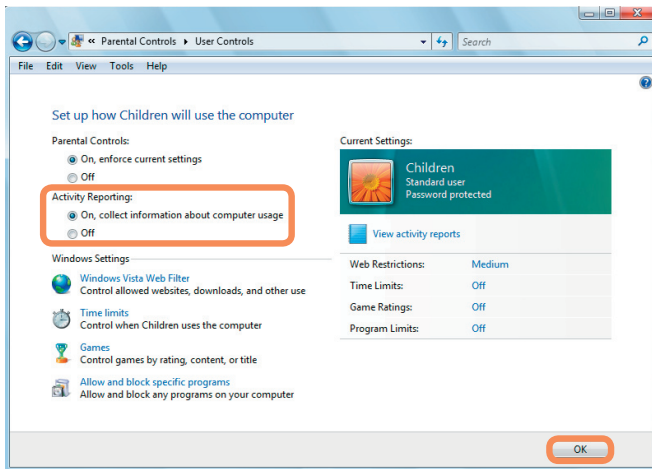 « Parental Controls ▸ User Controls
Search
File Edit View Tools Help
Set up how Children will use the computer
Parental Controls:
On, enforce current settings
Off
Activity Reporting:
On, collect information about computer usage
Off
Windows Settings
Windows Vista Web Filter
Control allowed websites, downloads, and other use
Time limits
Control when Children uses the computer
Games
Control games by rating, content, or title
Allow and block specific programs
Allow and block any programs on your computer
Current Settings:
Children
Standard user
Password protected
View activity reports
Web Restrictions: Medium
Time Limits: Off
Game Ratings: Off
Program Limits: Off
OK